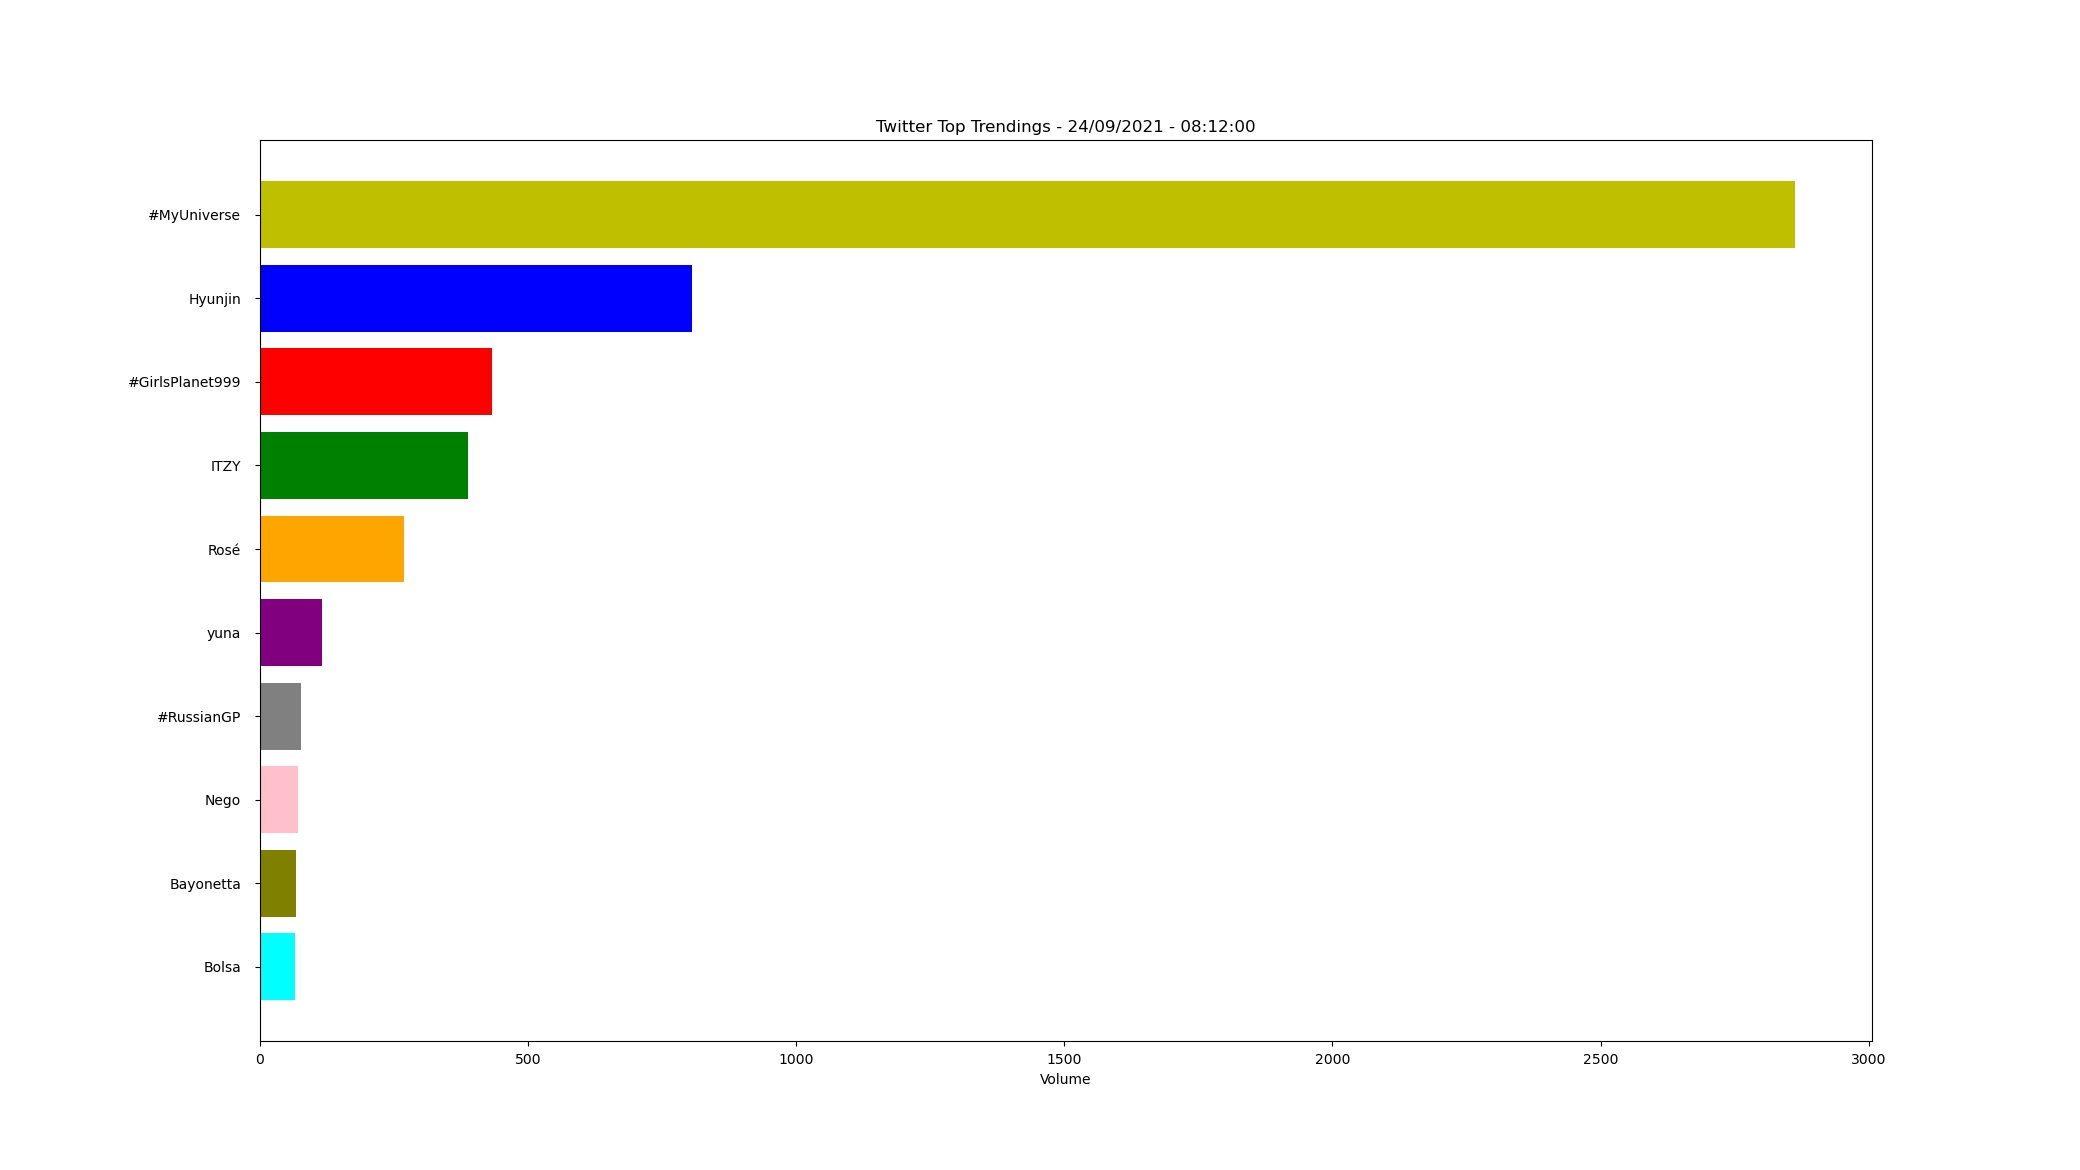 Twitter Top Trendings - 24/09/2021 - 08:12:00
#MyUniverse
Hyunjin
#GirlsPlanet999
ITZY
Rosé
yuna
#RussianGP
Nego
Bayonetta
Bolsa
0 500 1000 1500 2000 2500 3000
Volume